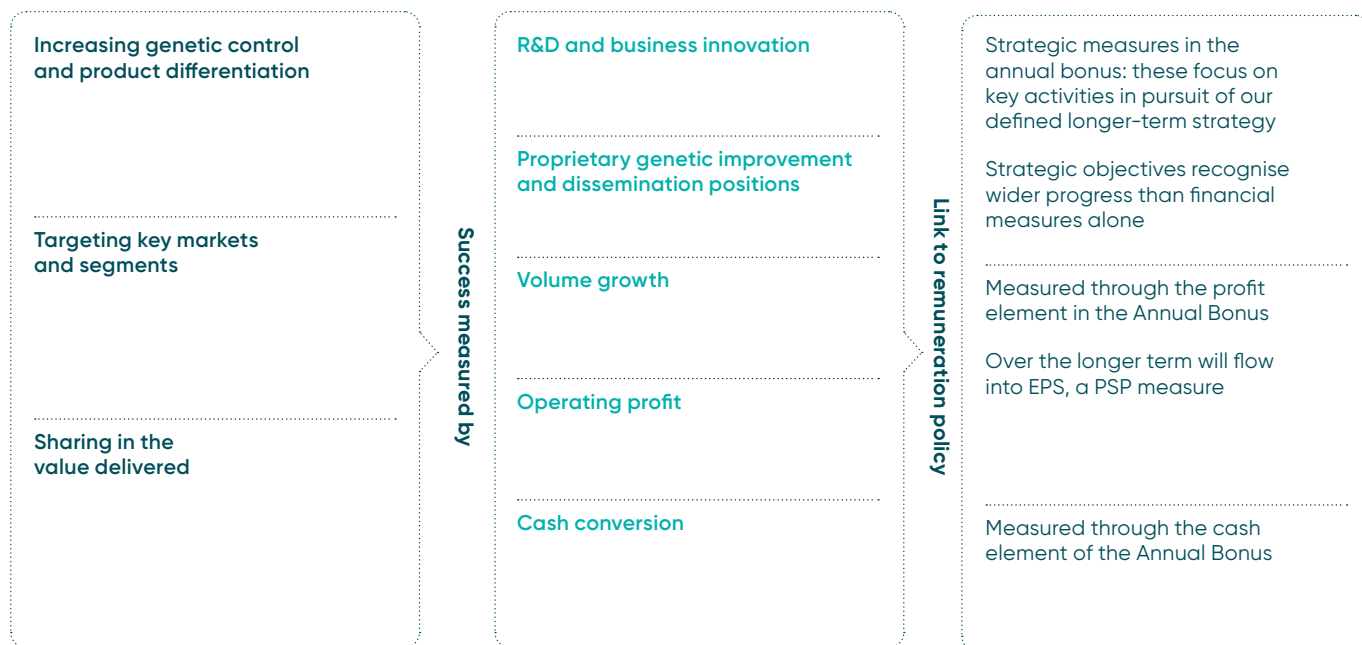 Increasing genetic control
and product differentiation
Targeting key markets
and segments
Sharing in the
value delivered
Success measured by
R&D and business innovation
Proprietary genetic improvement
and dissemination positions
Volume growth
Operating profit
Cash conversion
Link to remuneration policy
Strategic measures in the
annual bonus: these focus on
key activities in pursuit of our
defined longer-term strategy
Strategic objectives recognise
wider progress than financial
measures alone
Measured through the profit
element in the Annual Bonus
Over the longer term will flow
into EPS, a PSP measure
Measured through the cash
element of the Annual Bonus